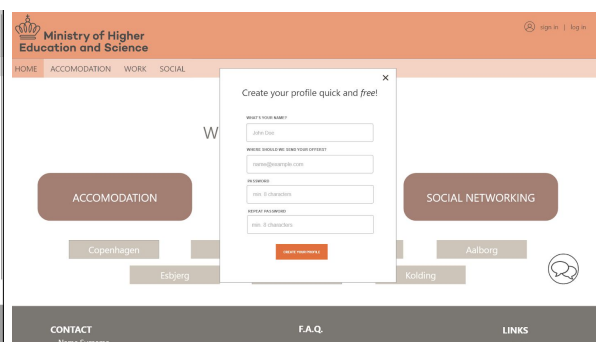 Ministry of Higher
Education and Science
sign in | log in
HOME ACCOMODATION WORK SOCIAL
×
Create your profile quick and free!
W
WHAT'S YOUR NAME?
John Doe
WHERE SHOULD WE SEND YOUR OFFERS?
name@example.com
PASSWORD
min. 8 characters
REPEAT PASSWORD
min. 8 characters
CREATE YOUR PROFILE
ACCOMODATION
SOCIAL NETWORKING
Copenhagen
Aalborg
Esbjerg
Kolding
CONTACT
F.A.Q.
LINKS
Name Surname